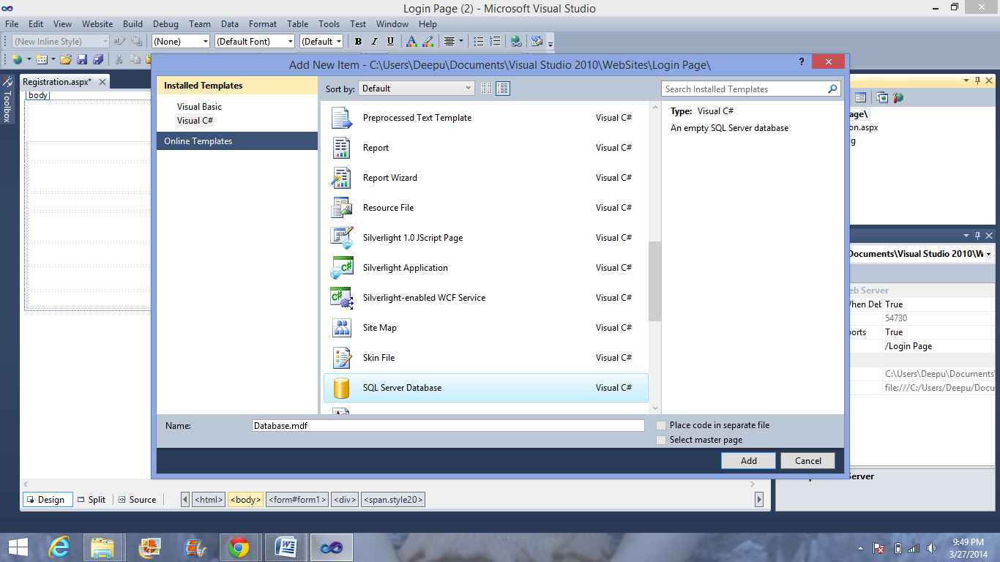 Login Page (2) - Microsoft Visual Studio
File Edit View Website Build Debug Team Data Format Table Tools Test Window Help
(New Inline Style) (None) (Default Font) (Default B I U
Add New Item - C:\Users\Deepu\Documents\Visual Studio 2010\WebSites\Login Page\
Registration.aspx*
body
Toolbox
Installed Templates
Visual Basic
Visual C#
Online Templates
Sort by: Default
Search Installed Templates
Preprocessed Text Template Visual C#
Report Visual C#
Report Wizard Visual C#
Resource File Visual C#
Silverlight 1.0 JScript Page Visual C#
Silverlight Application Visual C#
Silverlight-enabled WCF Service Visual C#
Site Map Visual C#
Skin File Visual C#
SQL Server Database Visual C#
Type: Visual C#
An empty SQL Server database
Name: Database.mdf
Place code in separate file
Select master page
Add Cancel
age\
on.aspx
ig
Documents\Visual Studio 2010\W
eb Server
When Deb True
54730
ports True
/Login Page
C:\Users\Deepu\Documents\
file:///C:/Users/Deepu/Docu
Server
Design Split Source <html> <body> <form#form1> <div> <span.style20>
9:49 PM
3/27/2014